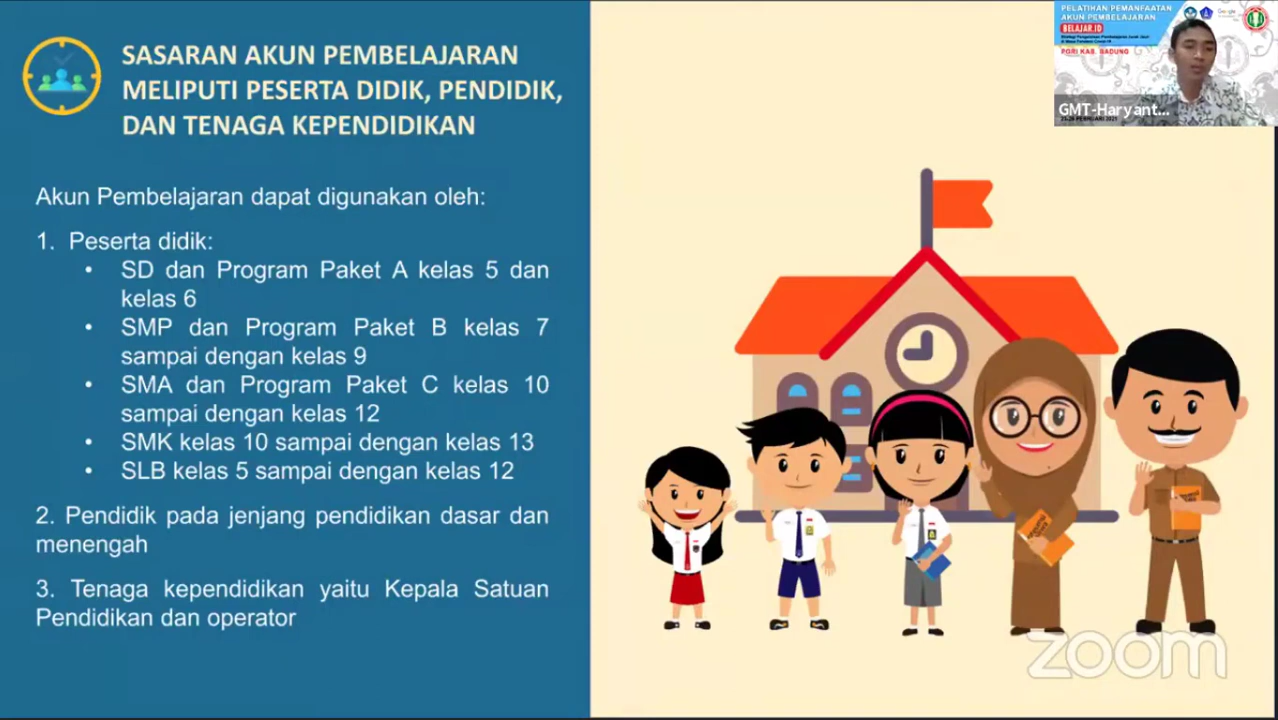 SASARAN AKUN PEMBELAJARAN
MELIPUTI PESERTA DIDIK, PENDIDIK,
DAN TENAGA KEPENDIDIKAN
Akun Pembelajaran dapat digunakan oleh:
1. Peserta didik:
• SD dan Program Paket A kelas 5 dan
kelas 6
• SMP dan Program Paket B kelas 7
sampai dengan kelas 9
• SMA dan Program Paket C kelas 10
sampai dengan kelas 12
• SMK kelas 10 sampai dengan kelas 13
• SLB kelas 5 sampai dengan kelas 12
2. Pendidik pada jenjang pendidikan dasar dan
menengah
3. Tenaga kependidikan yaitu Kepala Satuan
Pendidikan dan operator
PELATIHAN PEMANFAATAN
AKUN PEMBELAJARAN
BELAJAR.ID
PGRI KAB. BADUNG
Google
GMT-Haryant...
zoom